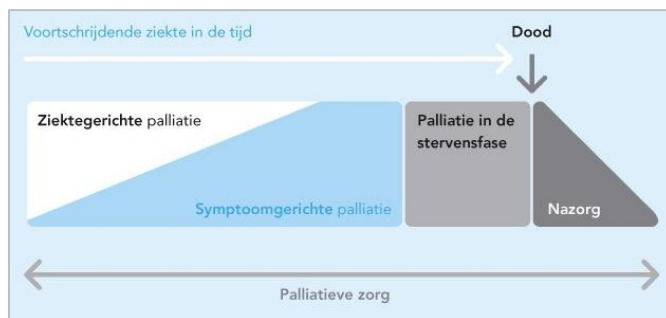 Voortschrijdende ziekte in de tijd
Dood
Ziektegerichte palliatie
Palliatie in de
stervensfase
Symptoomgerichte palliatie
Nazorg
Palliatieve zorg